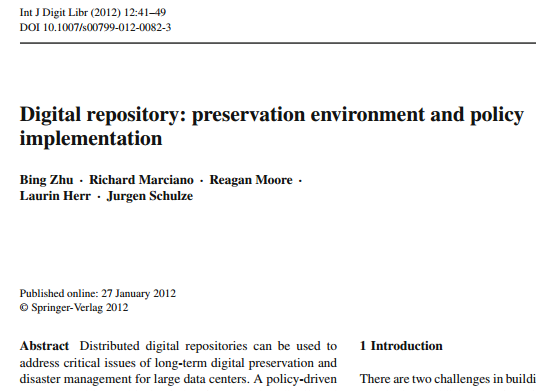 Int J Digit Libr (2012) 12:41–49
DOI 10.1007/s00799-012-0082-3
Digital repository: preservation environment and policy
implementation
Bing Zhu · Richard Marciano · Reagan Moore ·
Laurin Herr · Jurgen Schulze
Published online: 27 January 2012
© Springer-Verlag 2012
Abstract Distributed digital repositories can be used to
address critical issues of long-term digital preservation and
disaster management for large data centers. A policy-driven
1 Introduction
There are two challenges in buildi